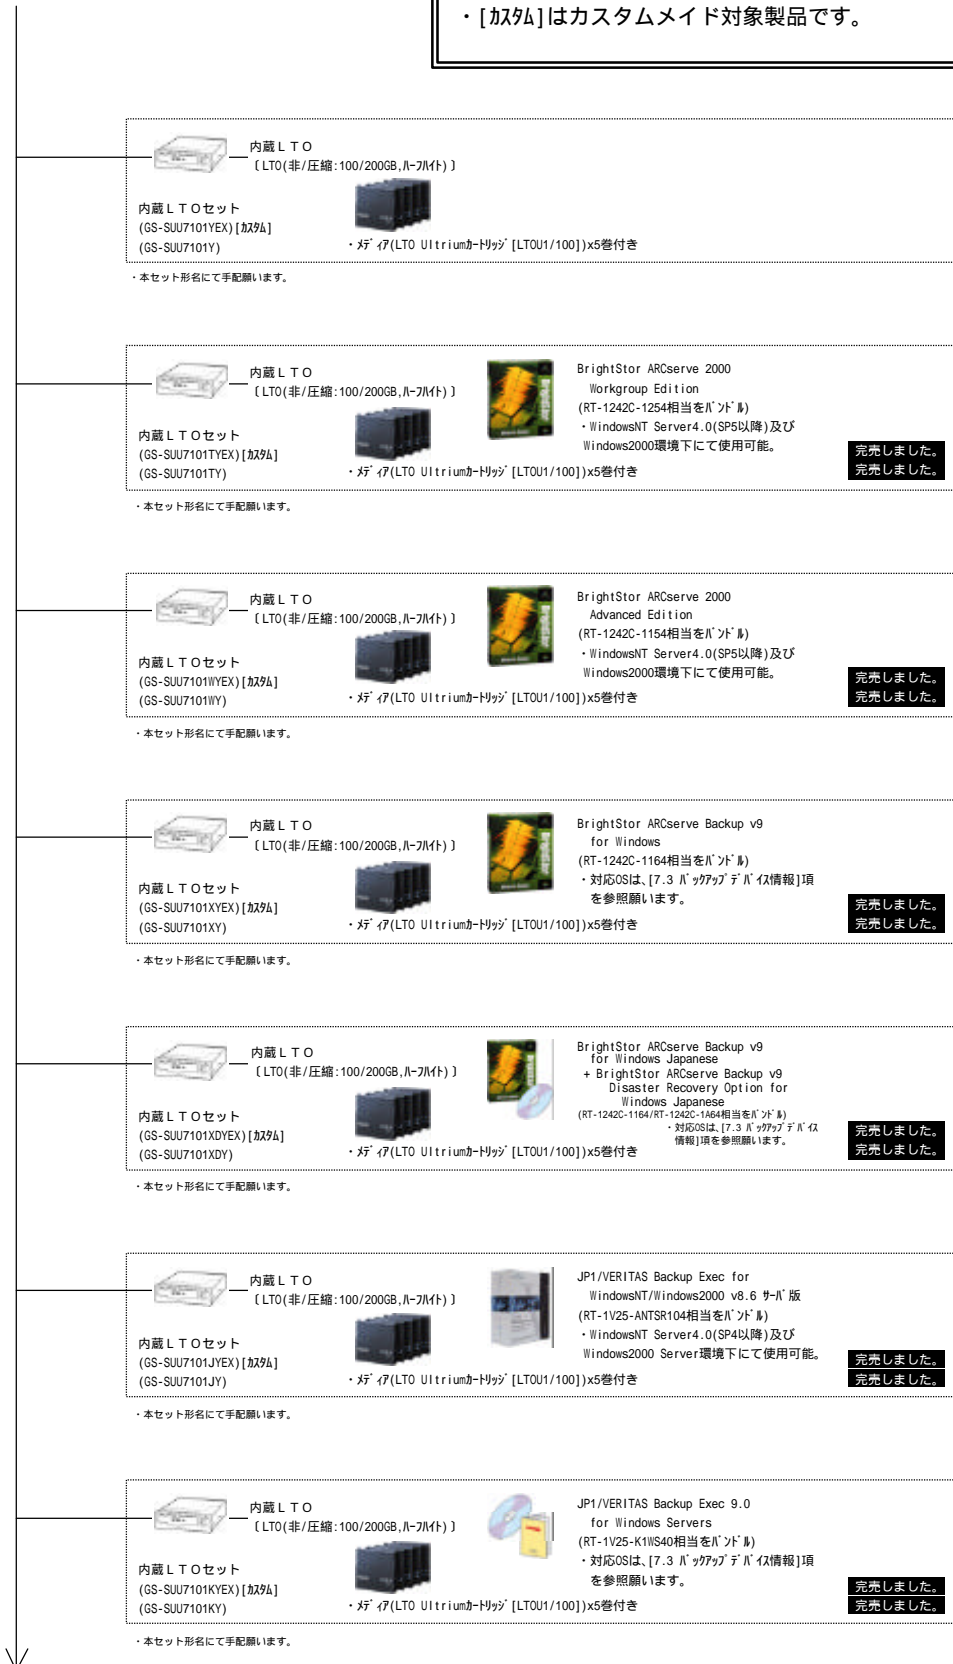 ・[ｶｽﾀﾑ]はカスタムメイド対象製品です。
内蔵ＬＴＯ
〔LTO(非/圧縮:100/200GB,ﾊｰﾌﾊｲﾄ)〕
内蔵ＬＴＯセット
(GS-SUU7101YEX)[ｶｽﾀﾑ]
(GS-SUU7101Y)
・ﾒﾃﾞｨｱ(LTO Ultriumｶｰﾄﾘｯｼﾞ[LTOU1/100])x5巻付き
・本セット形名にて手配願います。
内蔵ＬＴＯ
〔LTO(非/圧縮:100/200GB,ﾊｰﾌﾊｲﾄ)〕
内蔵ＬＴＯセット
(GS-SUU7101TYEX)[ｶｽﾀﾑ]
(GS-SUU7101TY)
・ﾒﾃﾞｨｱ(LTO Ultriumｶｰﾄﾘｯｼﾞ[LTOU1/100])x5巻付き
BrightStor ARCserve 2000
Workgroup Edition
(RT-1242C-1254相当をﾊﾞﾝﾄﾞﾙ)
・WindowsNT Server4.0(SP5以降)及び
Windows2000環境下にて使用可能。
完売しました。
完売しました。
・本セット形名にて手配願います。
内蔵ＬＴＯ
〔LTO(非/圧縮:100/200GB,ﾊｰﾌﾊｲﾄ)〕
内蔵ＬＴＯセット
(GS-SUU7101WYEX)[ｶｽﾀﾑ]
(GS-SUU7101WY)
・ﾒﾃﾞｨｱ(LTO Ultriumｶｰﾄﾘｯｼﾞ[LTOU1/100])x5巻付き
BrightStor ARCserve 2000
Advanced Edition
(RT-1242C-1154相当をﾊﾞﾝﾄﾞﾙ)
・WindowsNT Server4.0(SP5以降)及び
Windows2000環境下にて使用可能。
完売しました。
完売しました。
・本セット形名にて手配願います。
内蔵ＬＴＯ
〔LTO(非/圧縮:100/200GB,ﾊｰﾌﾊｲﾄ)〕
内蔵ＬＴＯセット
(GS-SUU7101XYEX)[ｶｽﾀﾑ]
(GS-SUU7101XY)
・ﾒﾃﾞｨｱ(LTO Ultriumｶｰﾄﾘｯｼﾞ[LTOU1/100])x5巻付き
BrightStor ARCserve Backup v9
for Windows
(RT-1242C-1164相当をﾊﾞﾝﾄﾞﾙ)
・対応OSは、[7.3 ﾊﾞｯｸｱｯﾌﾟﾃﾞﾊﾞｲｽ情報]項
を参照願います。
完売しました。
完売しました。
・本セット形名にて手配願います。
内蔵ＬＴＯ
〔LTO(非/圧縮:100/200GB,ﾊｰﾌﾊｲﾄ)〕
内蔵ＬＴＯセット
(GS-SUU7101XDYEX)[ｶｽﾀﾑ]
(GS-SUU7101XDY)
・ﾒﾃﾞｨｱ(LTO Ultriumｶｰﾄﾘｯｼﾞ[LTOU1/100])x5巻付き
BrightStor ARCserve Backup v9
for Windows Japanese
+ BrightStor ARCserve Backup v9
Disaster Recovery Option for
Windows Japanese
(RT-1242C-1164/RT-1242C-1A64相当をﾊﾞﾝﾄﾞﾙ)
・対応OSは、[7.3 ﾊﾞｯｸｱｯﾌﾟﾃﾞﾊﾞｲｽ
情報]項を参照願います。
完売しました。
完売しました。
・本セット形名にて手配願います。
内蔵ＬＴＯ
〔LTO(非/圧縮:100/200GB,ﾊｰﾌﾊｲﾄ)〕
内蔵ＬＴＯセット
(GS-SUU7101JYEX)[ｶｽﾀﾑ]
(GS-SUU7101JY)
・ﾒﾃﾞｨｱ(LTO Ultriumｶｰﾄﾘｯｼﾞ[LTOU1/100])x5巻付き
JP1/VERITAS Backup Exec for
WindowsNT/Windows2000 v8.6 ｻｰﾊﾞ版
(RT-1V25-ANTSR104相当をﾊﾞﾝﾄﾞﾙ)
・WindowsNT Server4.0(SP4以降)及び
Windows2000 Server環境下にて使用可能。
完売しました。
完売しました。
・本セット形名にて手配願います。
内蔵ＬＴＯ
〔LTO(非/圧縮:100/200GB,ﾊｰﾌﾊｲﾄ)〕
内蔵ＬＴＯセット
(GS-SUU7101KYEX)[ｶｽﾀﾑ]
(GS-SUU7101KY)
・ﾒﾃﾞｨｱ(LTO Ultriumｶｰﾄﾘｯｼﾞ[LTOU1/100])x5巻付き
JP1/VERITAS Backup Exec 9.0
for Windows Servers
(RT-1V25-K1WS40相当をﾊﾞﾝﾄﾞﾙ)
・対応OSは、[7.3 ﾊﾞｯｸｱｯﾌﾟﾃﾞﾊﾞｲｽ情報]項
を参照願います。
完売しました。
完売しました。
・本セット形名にて手配願います。